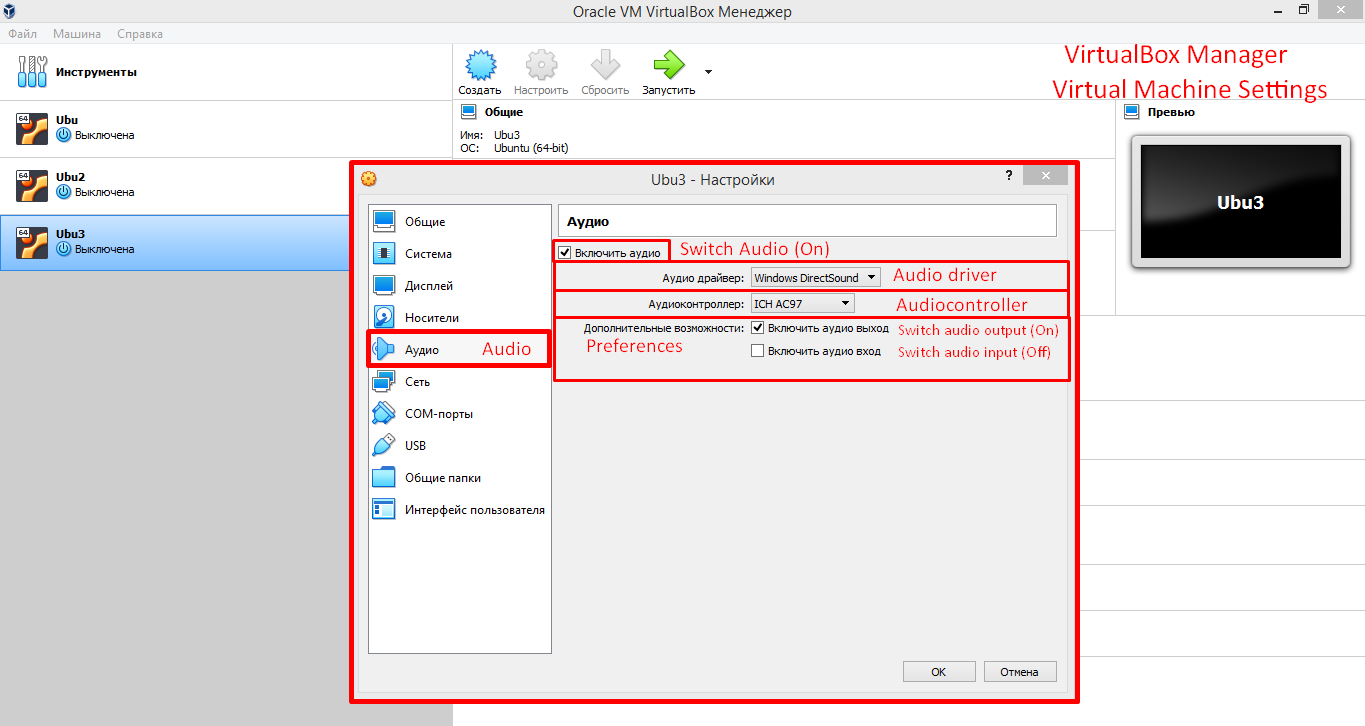 Oracle VM VirtualBox Менеджер
Файл Машина Справка
Инструменты
Создать Настроить Сбросить Запустить
VirtualBox Manager
Virtual Machine Settings
64 Ubu
Выключена
64 Ubu2
Выключена
64 Ubu3
Выключена
Общие
Имя: Ubu3
ОС: Ubuntu (64-bit)
Превью
Ubu3
Ubu3 - Настройки ?
Общие
Система
Дисплей
Носители
Аудио Audio
Сеть
COM-порты
USB
Общие папки
Интерфейс пользователя
Аудио
Включить аудио Switch Audio (On)
Аудио драйвер: Windows DirectSound Audio driver
Аудиоконтроллер: ICH AC97 Audiocontroller
Дополнительные возможности: Включить аудио выход Switch audio output (On)
Preferences
Включить аудио вход Switch audio input (Off)
OK Отмена